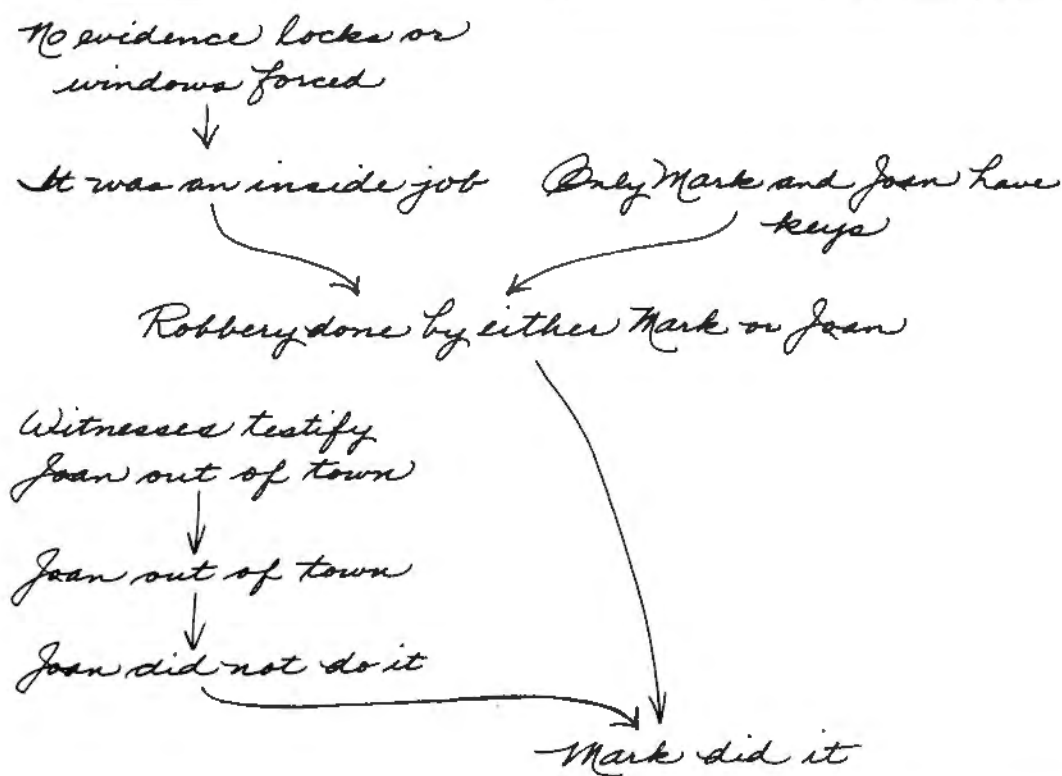 No evidence locks or
windows forced
It was an inside job
Only Mark and Joan have
keys
Robbery done by either Mark or Joan
Witnesses testify
Joan out of town
Joan out of town
Joan did not do it
Mark did it